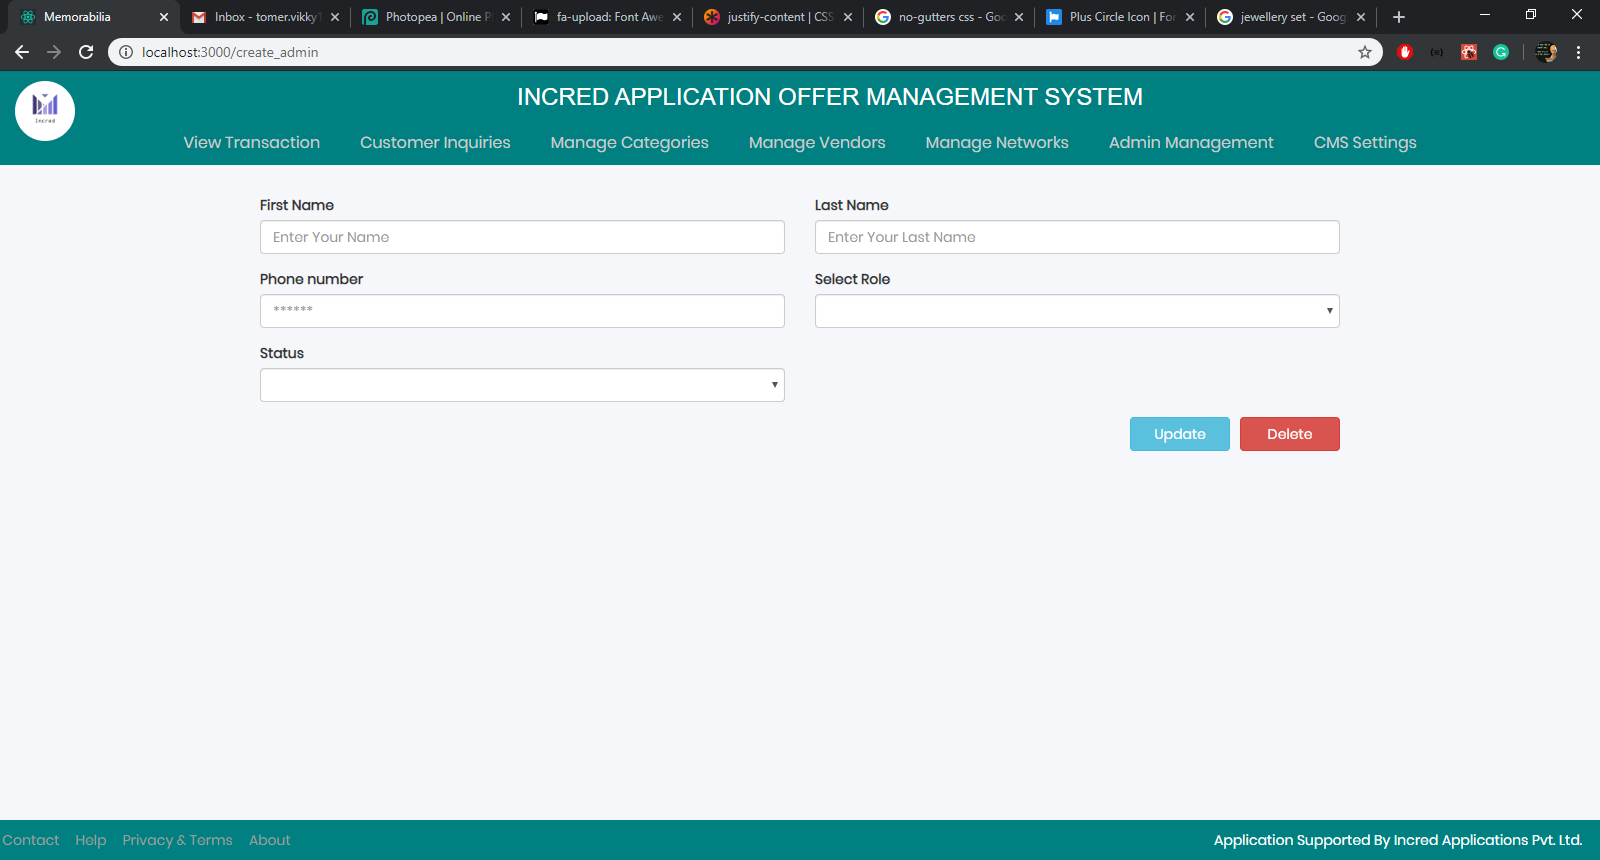 Memorabilia
Inbox - tomer.vikky1
Photopea | Online P
fa-upload: Font Awe
justify-content | CSS
no-gutters css - Goo
Plus Circle Icon | For
jewellery set - Goog
localhost:3000/create_admin
Incred
INCRED APPLICATION OFFER MANAGEMENT SYSTEM
View Transaction Customer Inquiries Manage Categories Manage Vendors Manage Networks Admin Management CMS Settings
First Name Last Name
Enter Your Name Enter Your Last Name
Phone number Select Role
******
Status
Update Delete
Contact Help Privacy & Terms About Application Supported By Incred Applications Pvt. Ltd.